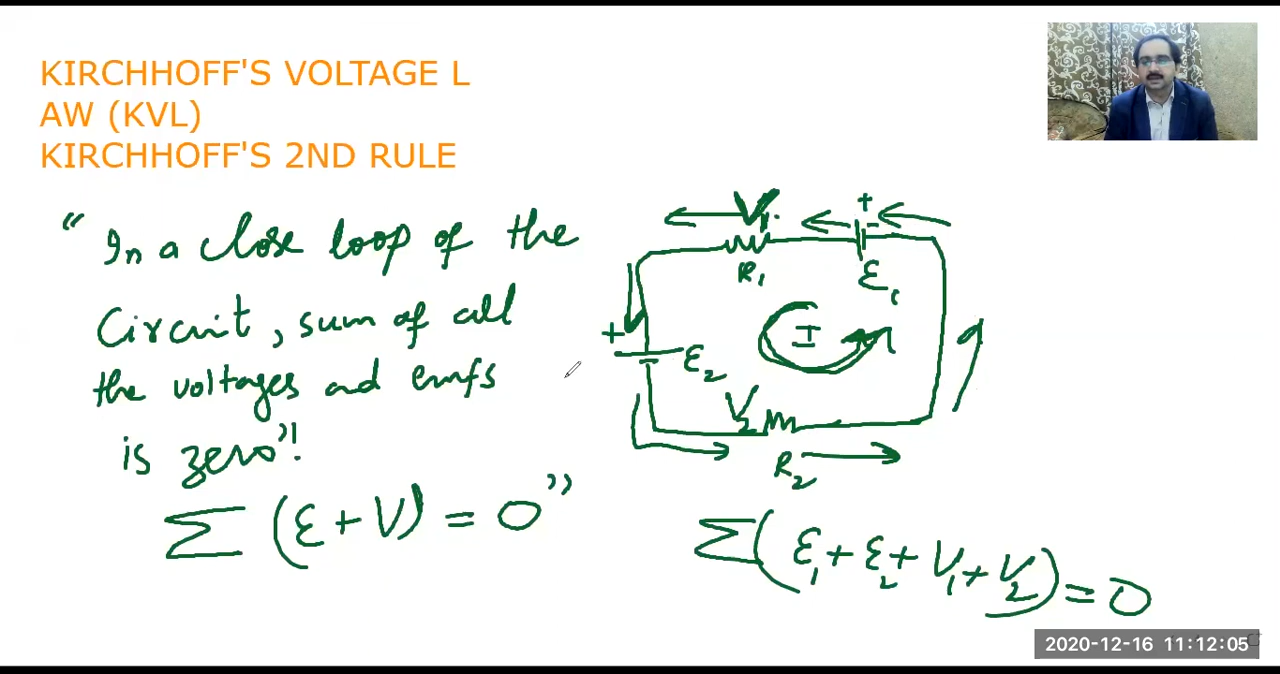 KIRCHHOFF'S VOLTAGE L
AW (KVL)
KIRCHHOFF'S 2ND RULE
“ In a close loop of the
Circuit, sum of all
the voltages and emfs
is zero”!
Σ (ε + V) = 0 ”
V₁.
+
-
R₁
ε₁
I
+
-
ε₂
V₂
R₂
Σ(ε₁ + ε₂ + V₁ + V₂) = 0
2020-12-16 11:12:05